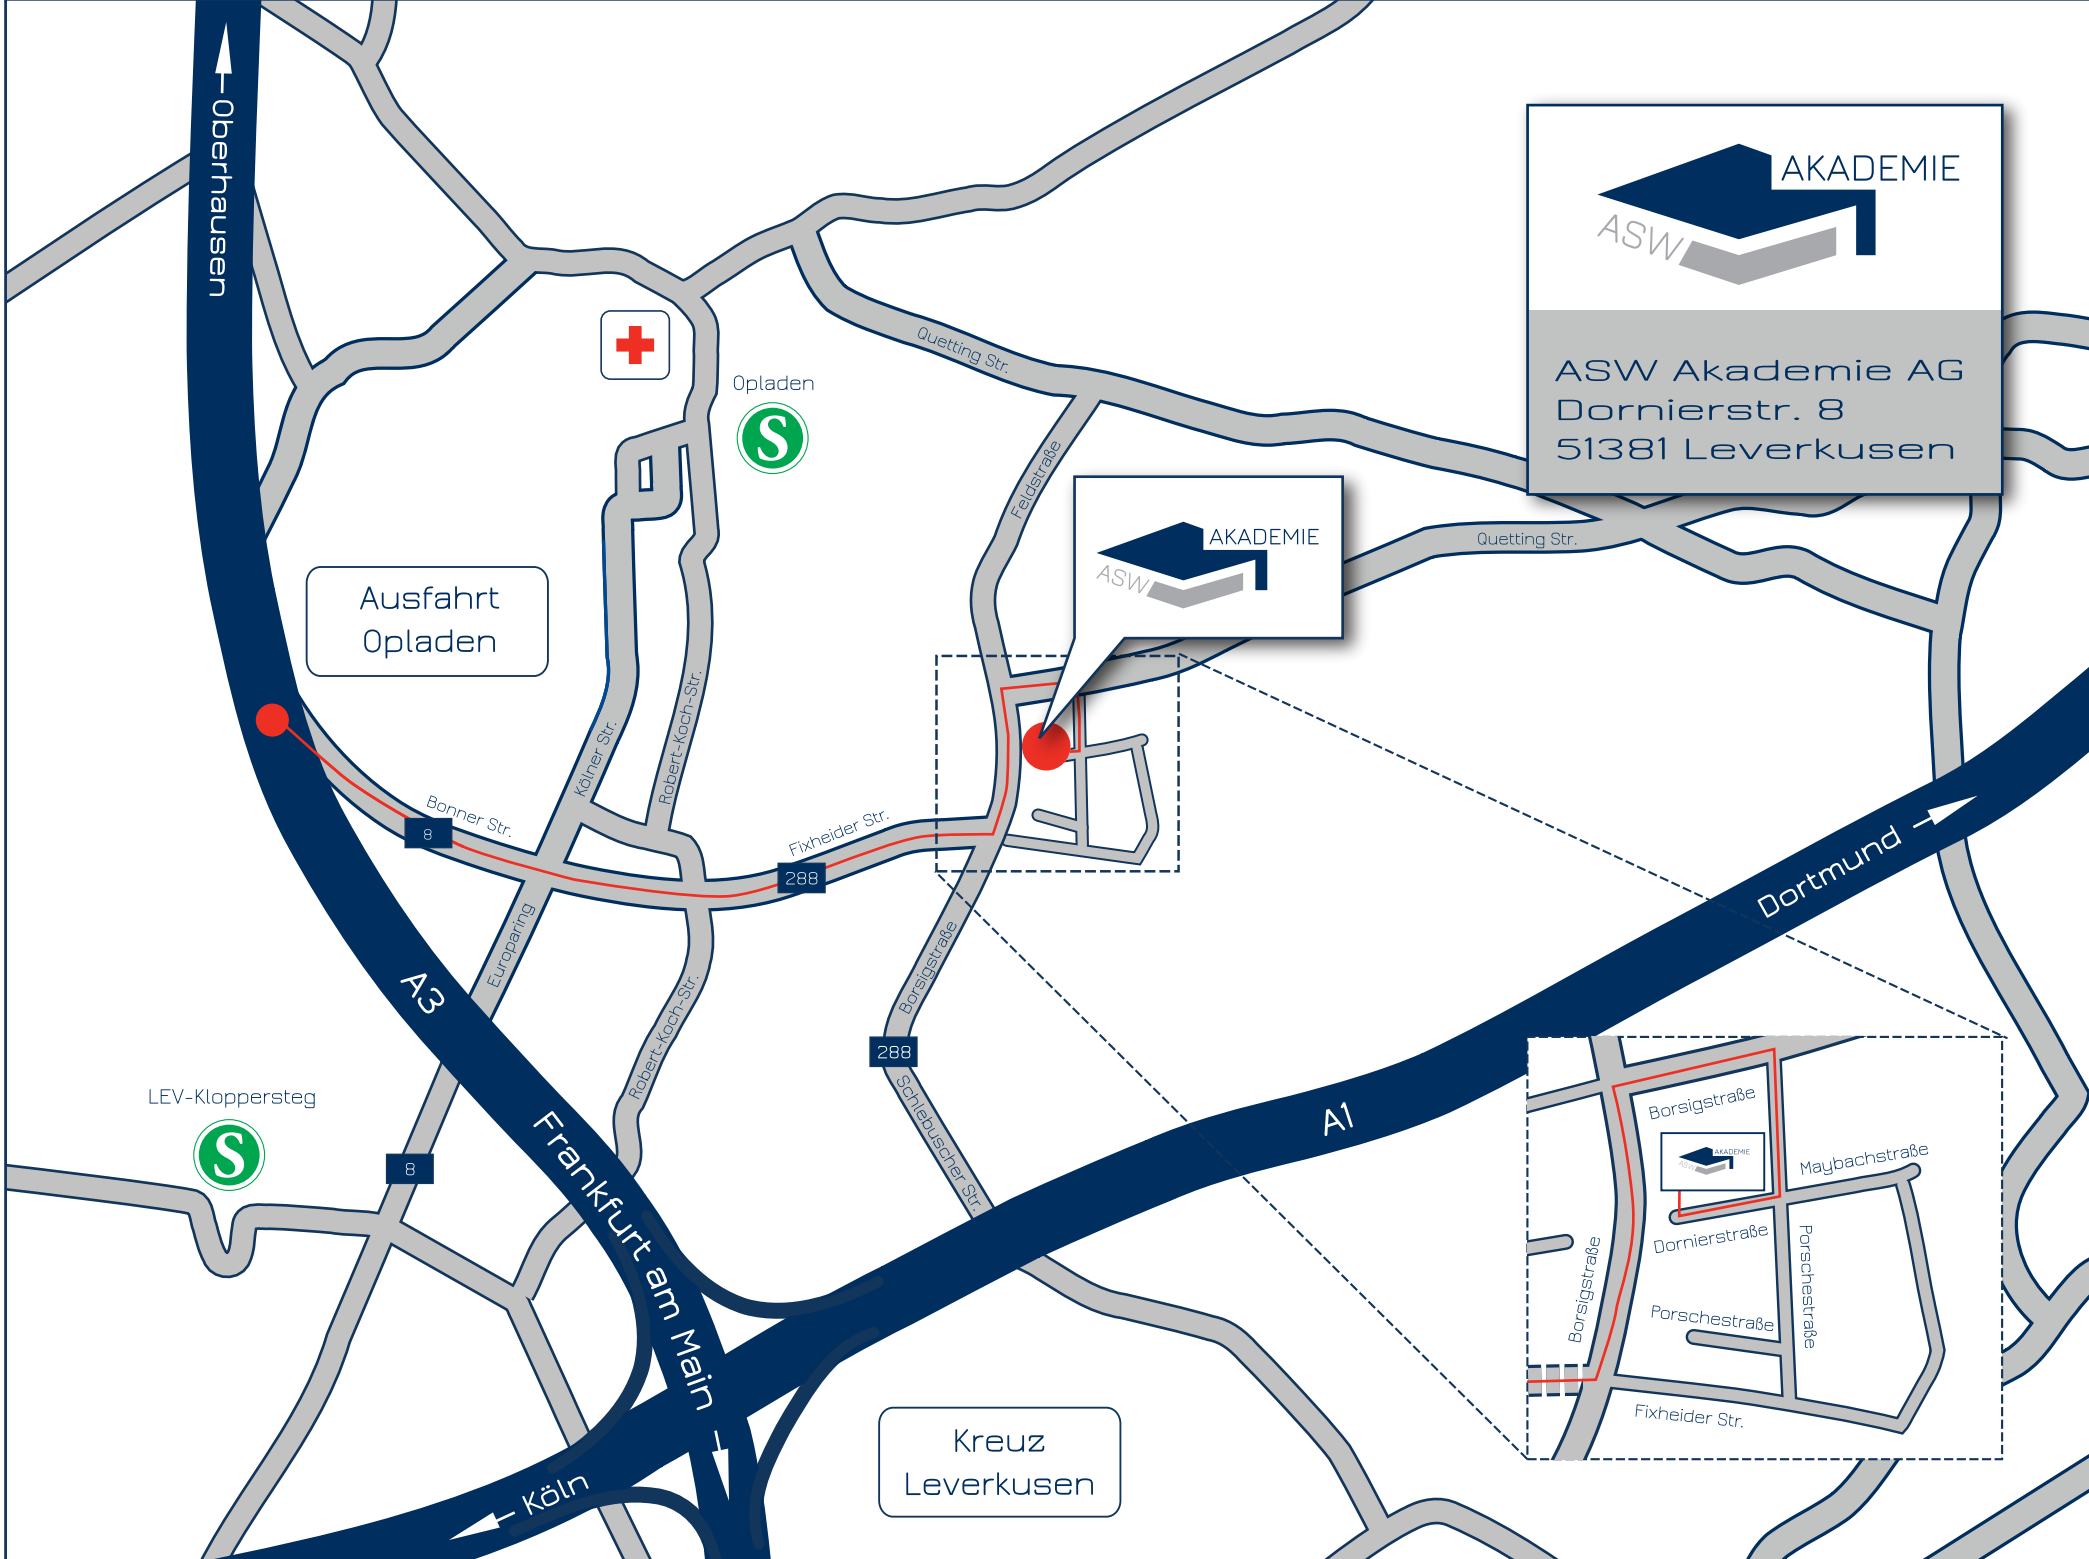 Oberhausen
AKADEMIE
ASW
ASW Akademie AG
Dornierstr. 8
51381 Leverkusen
Quetting Str.
Opladen
S
Feldstraße
AKADEMIE
ASW
Quetting Str.
Ausfahrt
Opladen
Kölner Str.
Robert-Koch-Str.
Bonner Str.
8
Fixheider Str.
288
Dortmund
Europaring
A3
Borsigstraße
Robert-Koch-Str.
288
LEV-Kloppersteg
S
8
Schlebuscher Str.
A1
Frankfurt am Main
Borsigstraße
AKADEMIE
ASW
Maybachstraße
Dornierstraße
Borsigstraße
Porschestraße
Porschestraße
Fixheider Str.
Kreuz
Leverkusen
Köln